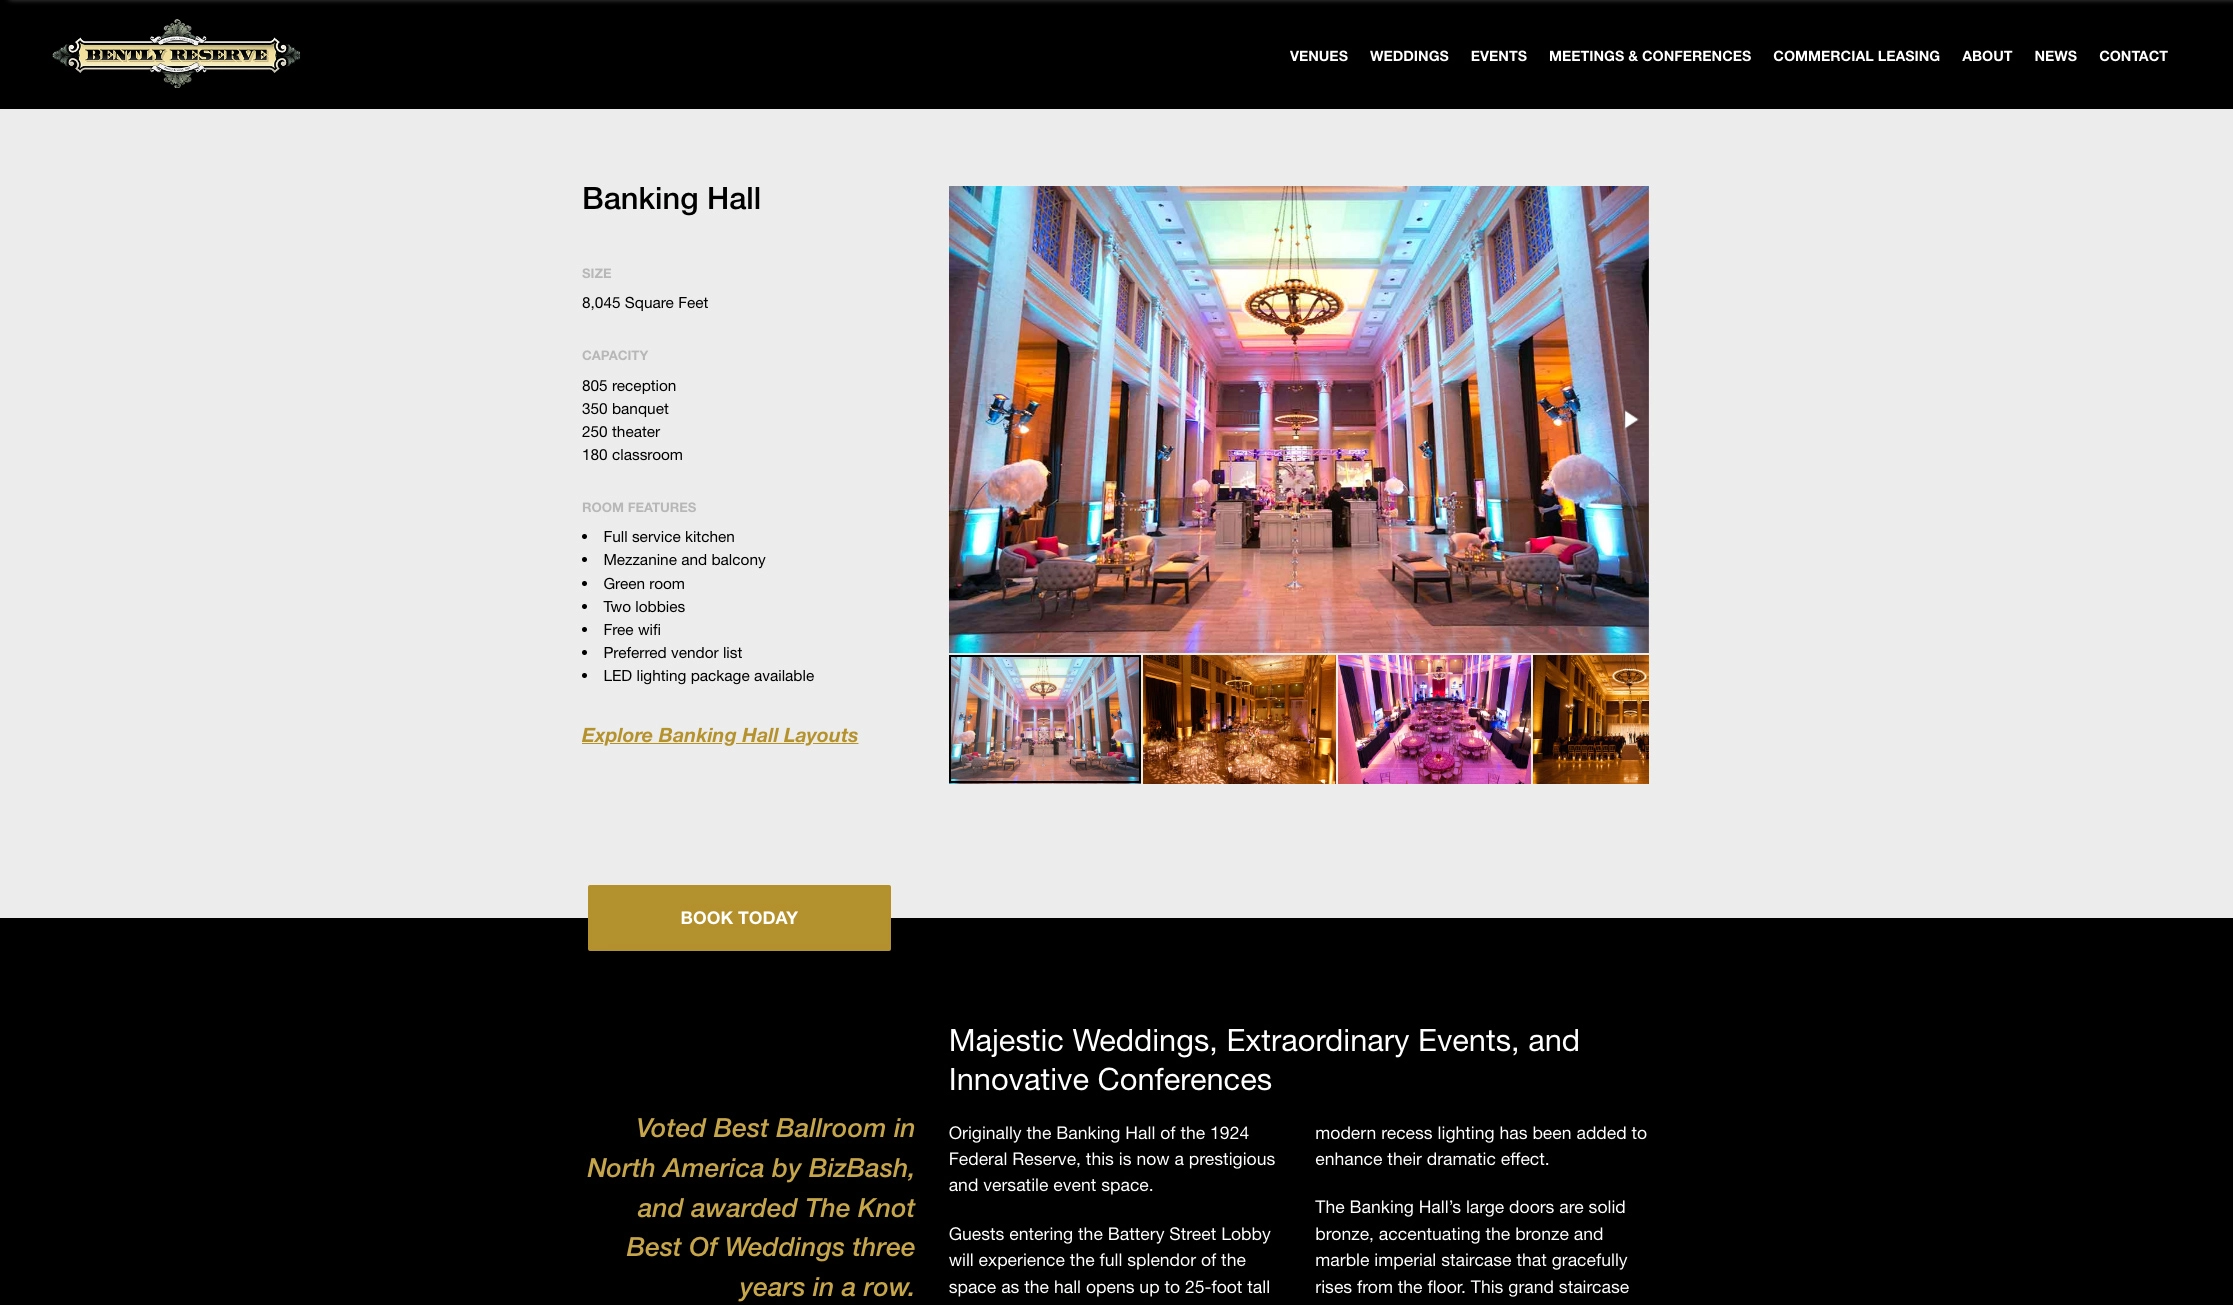 BENTLY RESERVE
VENUES WEDDINGS EVENTS MEETINGS & CONFERENCES COMMERCIAL LEASING ABOUT NEWS CONTACT
Banking Hall
SIZE
8,045 Square Feet
CAPACITY
805 reception
350 banquet
250 theater
180 classroom
ROOM FEATURES
• Full service kitchen
• Mezzanine and balcony
• Green room
• Two lobbies
• Free wifi
• Preferred vendor list
• LED lighting package available
Explore Banking Hall Layouts
BOOK TODAY
Voted Best Ballroom in
North America by BizBash,
and awarded The Knot
Best Of Weddings three
years in a row.
Majestic Weddings, Extraordinary Events, and
Innovative Conferences
Originally the Banking Hall of the 1924
Federal Reserve, this is now a prestigious
and versatile event space.
Guests entering the Battery Street Lobby
will experience the full splendor of the
space as the hall opens up to 25-foot tall
modern recess lighting has been added to
enhance their dramatic effect.
The Banking Hall’s large doors are solid
bronze, accentuating the bronze and
marble imperial staircase that gracefully
rises from the floor. This grand staircase